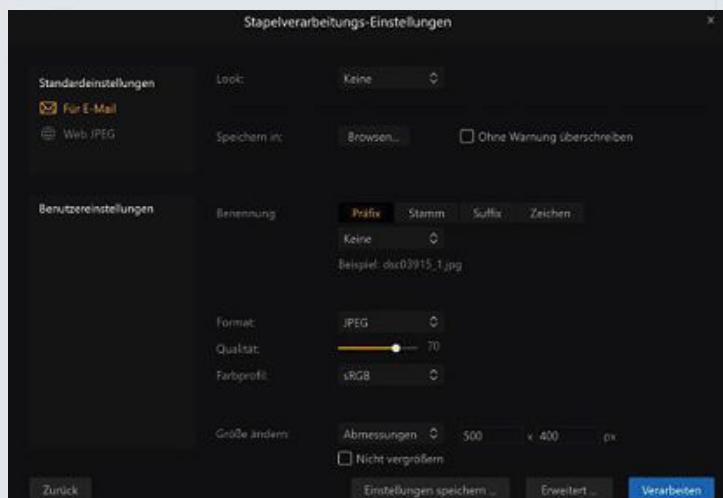 Stapelverarbeitungs-Einstellungen
Standardeinstellungen
Für E-Mail
Web JPEG
Benutzereinstellungen
Look: Keine
Speichern in: Browsen... Ohne Warnung überschreiben
Benennung Präfix Stamm Suffix Zeichen
Keine
Beispiel: dsc03915_1.jpg
Format: JPEG
Qualität: 70
Farbprofil: sRGB
Größe ändern: Abmessungen 500 x 400 px
Nicht vergrößern
Zurück Einstellungen speichern ... Erweitert ... Verarbeiten